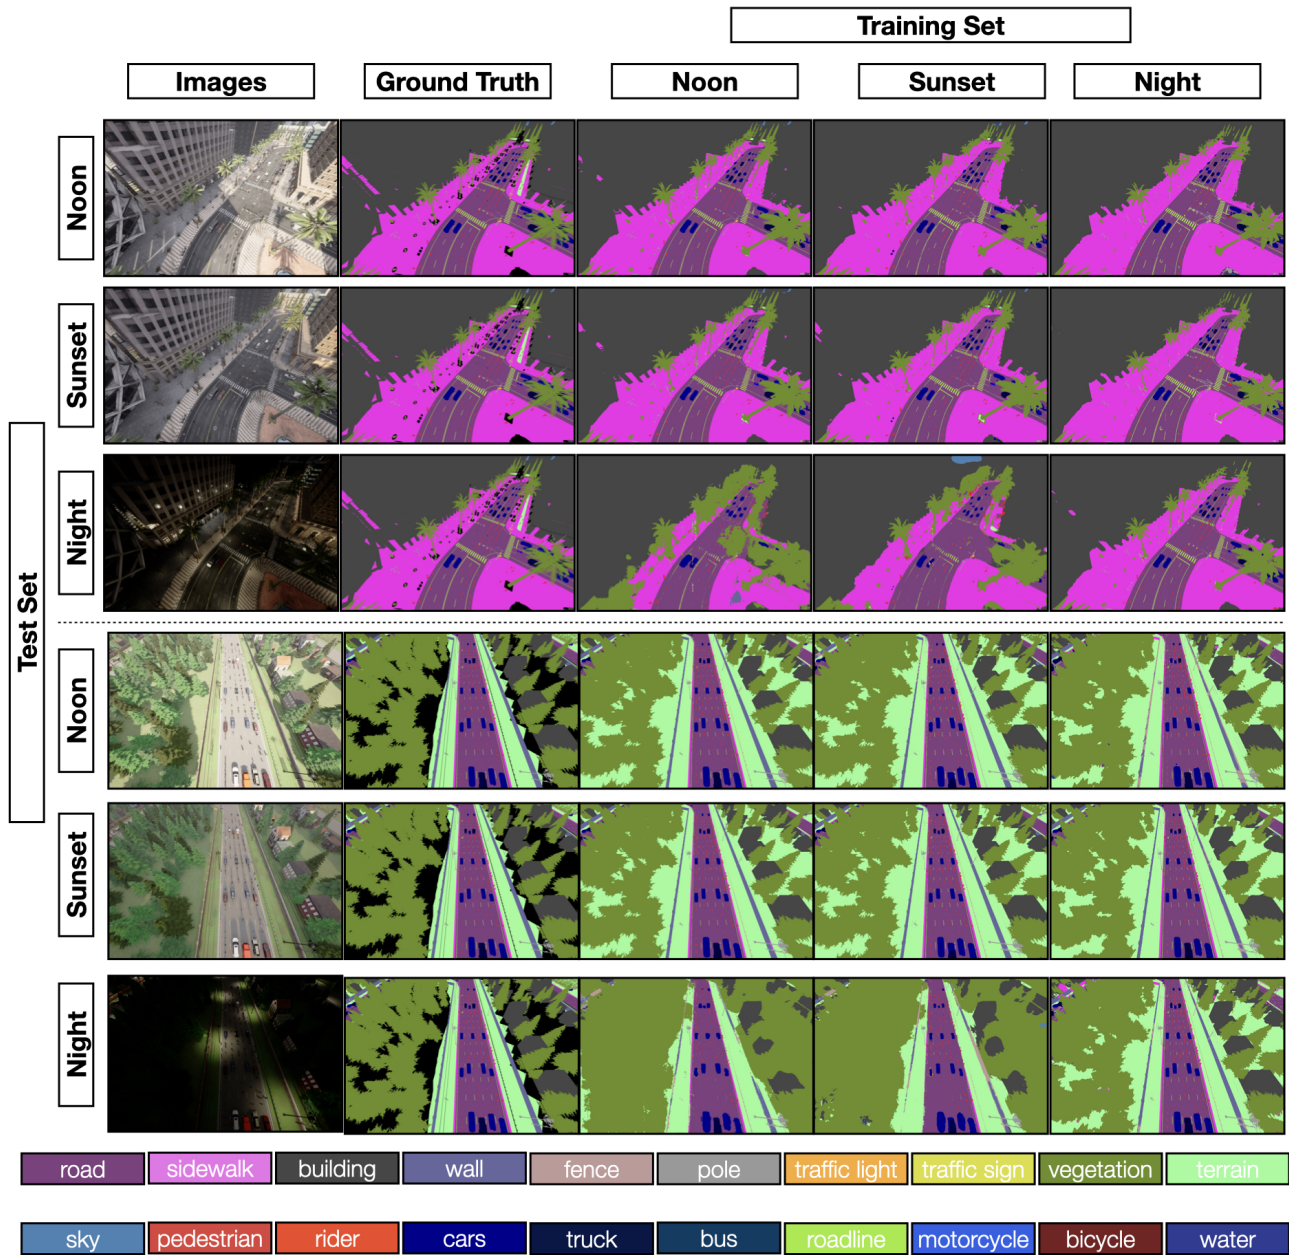 Training Set
Images
Ground Truth
Noon
Sunset
Night
Test Set
Noon
Sunset
Night
Noon
Sunset
Night
road
sidewalk
building
wall
fence
pole
traffic light
traffic sign
vegetation
terrain
sky
pedestrian
rider
cars
truck
bus
roadline
motorcycle
bicycle
water